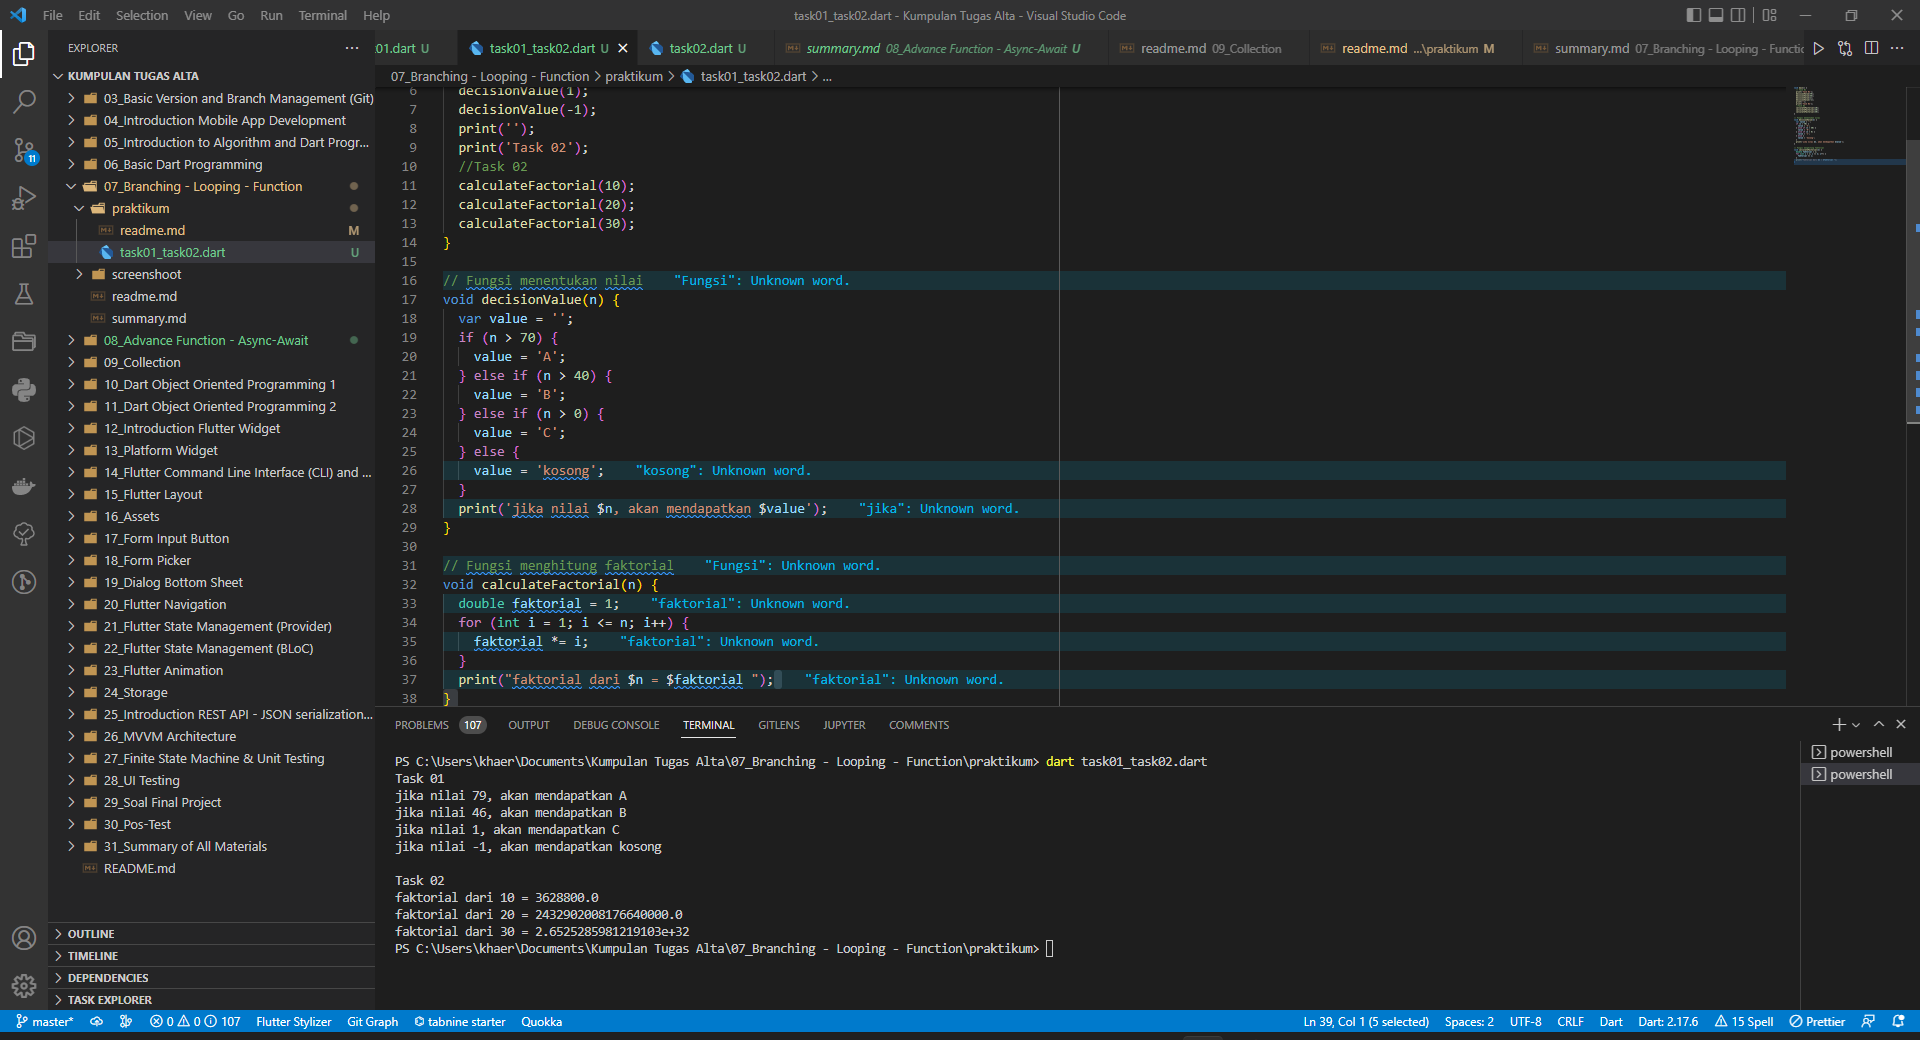 File Edit Selection View Go Run Terminal Help
task01_task02.dart - Kumpulan Tugas Alta - Visual Studio Code
EXPLORER
KUMPULAN TUGAS ALTA
03_Basic Version and Branch Management (Git)
04_Introduction Mobile App Development
05_Introduction to Algorithm and Dart Progr...
06_Basic Dart Programming
07_Branching - Looping - Function
praktikum
readme.md M
task01_task02.dart U
screenshoot
readme.md
summary.md
08_Advance Function - Async-Await
09_Collection
10_Dart Object Oriented Programming 1
11_Dart Object Oriented Programming 2
12_Introduction Flutter Widget
13_Platform Widget
14_Flutter Command Line Interface (CLI) and ...
15_Flutter Layout
16_Assets
17_Form Input Button
18_Form Picker
19_Dialog Bottom Sheet
20_Flutter Navigation
21_Flutter State Management (Provider)
22_Flutter State Management (BLoC)
23_Flutter Animation
24_Storage
25_Introduction REST API - JSON serialization...
26_MVVM Architecture
27_Finite State Machine & Unit Testing
28_UI Testing
29_Soal Final Project
30_Pos-Test
31_Summary of All Materials
README.md
OUTLINE
TIMELINE
DEPENDENCIES
TASK EXPLORER
11
01.dart U task01_task02.dart U task02.dart U summary.md 08_Advance Function - Async-Await U readme.md 09_Collection readme.md ...\praktikum M summary.md 07_Branching - Looping - Functic
07_Branching - Looping - Function > praktikum > task01_task02.dart > ...
6 decisionValue(1);
7 decisionValue(-1);
8 print('');
9 print('Task 02');
10 //Task 02
11 calculateFactorial(10);
12 calculateFactorial(20);
13 calculateFactorial(30);
14 }
15
16 // Fungsi menentukan nilai "Fungsi": Unknown word.
17 void decisionValue(n) {
18 var value = '';
19 if (n > 70) {
20 value = 'A';
21 } else if (n > 40) {
22 value = 'B';
23 } else if (n > 0) {
24 value = 'C';
25 } else {
26 value = 'kosong'; "kosong": Unknown word.
27 }
28 print('jika nilai $n, akan mendapatkan $value'); "jika": Unknown word.
29 }
30
31 // Fungsi menghitung faktorial "Fungsi": Unknown word.
32 void calculateFactorial(n) {
33 double faktorial = 1; "faktorial": Unknown word.
34 for (int i = 1; i <= n; i++) {
35 faktorial *= i; "faktorial": Unknown word.
36 }
37 print("faktorial dari $n = $faktorial "); "faktorial": Unknown word.
38 }
PROBLEMS 107 OUTPUT DEBUG CONSOLE TERMINAL GITLENS JUPYTER COMMENTS
PS C:\Users\khaer\Documents\Kumpulan Tugas Alta\07_Branching - Looping - Function\praktikum> dart task01_task02.dart
Task 01
jika nilai 79, akan mendapatkan A
jika nilai 46, akan mendapatkan B
jika nilai 1, akan mendapatkan C
jika nilai -1, akan mendapatkan kosong
Task 02
faktorial dari 10 = 3628800.0
faktorial dari 20 = 2432902008176640000.0
faktorial dari 30 = 2.6525285981219103e+32
PS C:\Users\khaer\Documents\Kumpulan Tugas Alta\07_Branching - Looping - Function\praktikum>
powershell
powershell
master* 0 0 107 Flutter Stylizer Git Graph tabnine starter Quokka Ln 39, Col 1 (5 selected) Spaces: 2 UTF-8 CRLF Dart Dart: 2.17.6 15 Spell Prettier